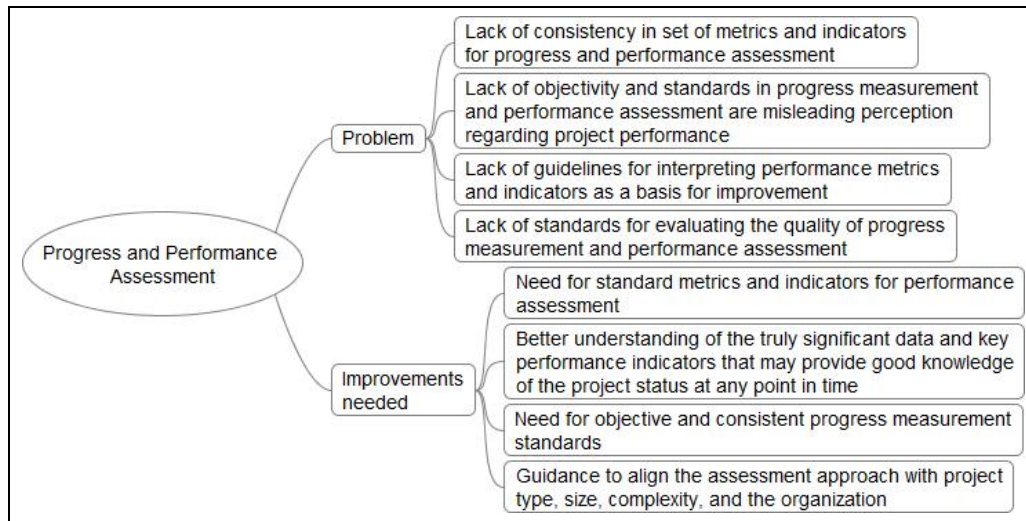 Progress and Performance
Assessment
Problem
Lack of consistency in set of metrics and indicators
for progress and performance assessment
Lack of objectivity and standards in progress measurement
and performance assessment are misleading perception
regarding project performance
Lack of guidelines for interpreting performance metrics
and indicators as a basis for improvement
Lack of standards for evaluating the quality of progress
measurement and performance assessment
Improvements
needed
Need for standard metrics and indicators for performance
assessment
Better understanding of the truly significant data and key
performance indicators that may provide good knowledge
of the project status at any point in time
Need for objective and consistent progress measurement
standards
Guidance to align the assessment approach with project
type, size, complexity, and the organization